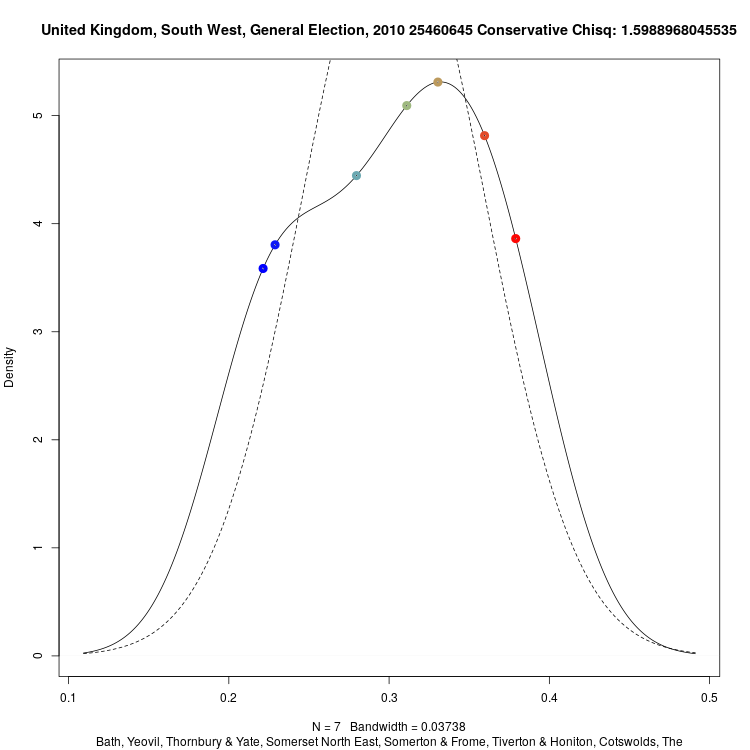 United Kingdom, South West, General Election, 2010 25460645 Conservative Chisq: 1.5988968045535
Density
5
4
3
2
1
0
0.1 0.2 0.3 0.4 0.5
N = 7 Bandwidth = 0.03738
Bath, Yeovil, Thornbury & Yate, Somerset North East, Somerton & Frome, Tiverton & Honiton, Cotswolds, The